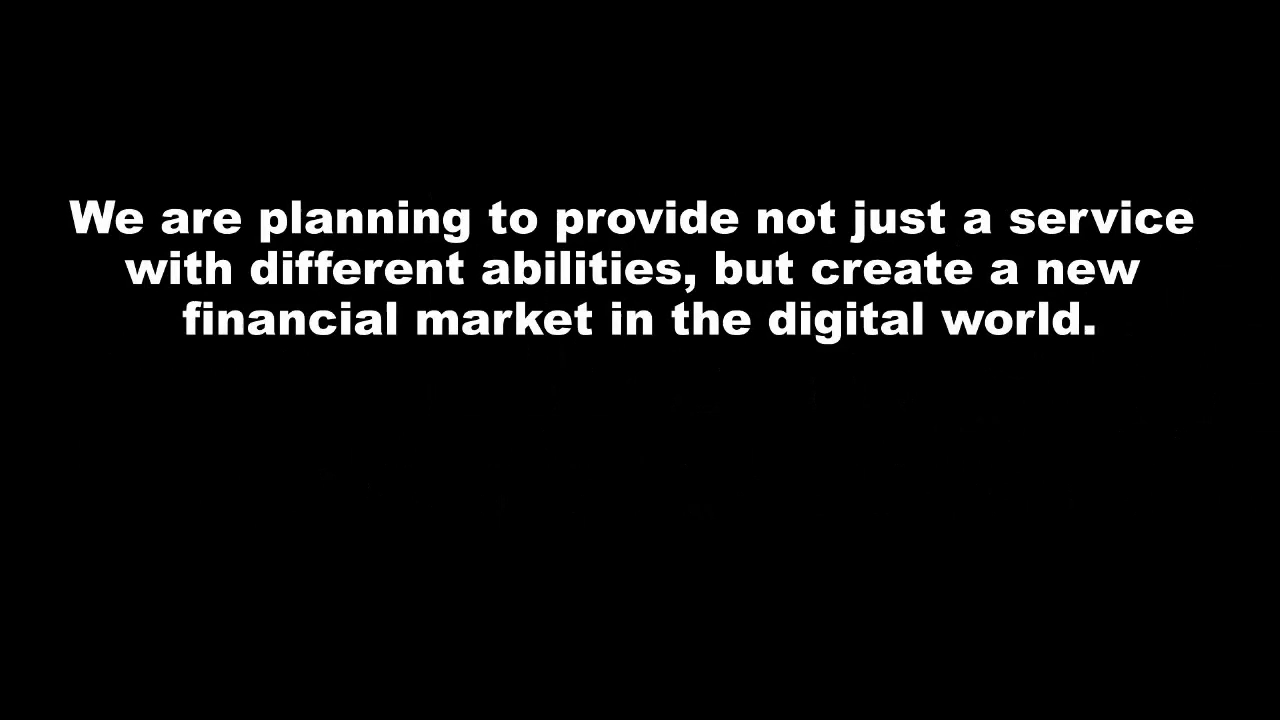 We are planning to provide not just a service
with different abilities, but create a new
financial market in the digital world.